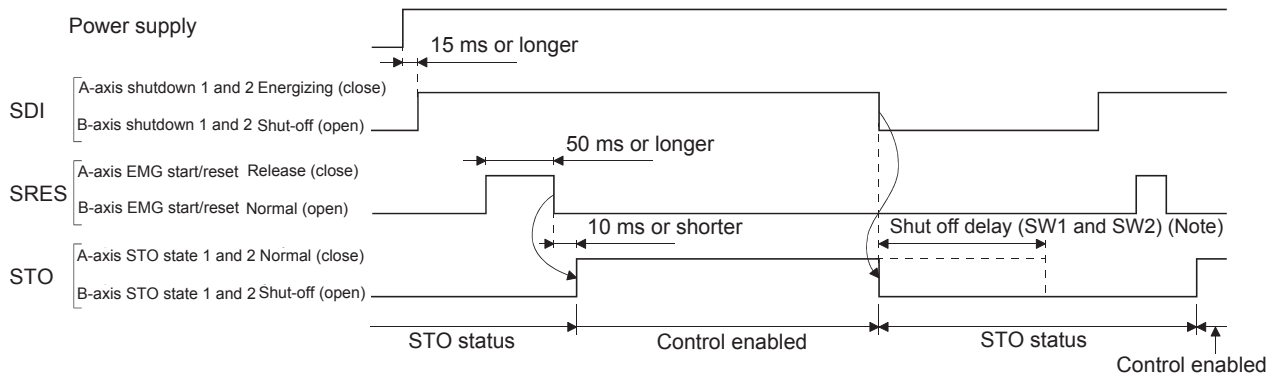 Power supply
15 ms or longer
SDI
A-axis shutdown 1 and 2 Energizing (close)
B-axis shutdown 1 and 2 Shut-off (open)
50 ms or longer
SRES
A-axis EMG start/reset Release (close)
B-axis EMG start/reset Normal (open)
10 ms or shorter
Shut off delay (SW1 and SW2) (Note)
STO
A-axis STO state 1 and 2 Normal (close)
B-axis STO state 1 and 2 Shut-off (open)
STO status
Control enabled
STO status
Control enabled